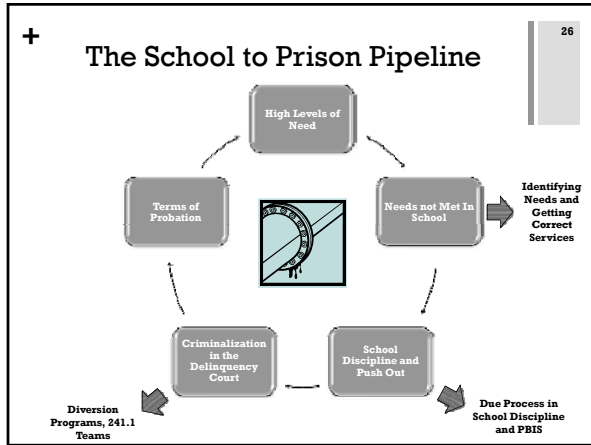 +
26
The School to Prison Pipeline
High Levels of
Need
Needs not Met In
School
Identifying
Needs and
Getting
Correct
Services
School
Discipline and
Push Out
Due Process in
School Discipline
and PBIS
Criminalization
in the
Delinquency
Court
Diversion
Programs, 241.1
Teams
Terms of
Probation